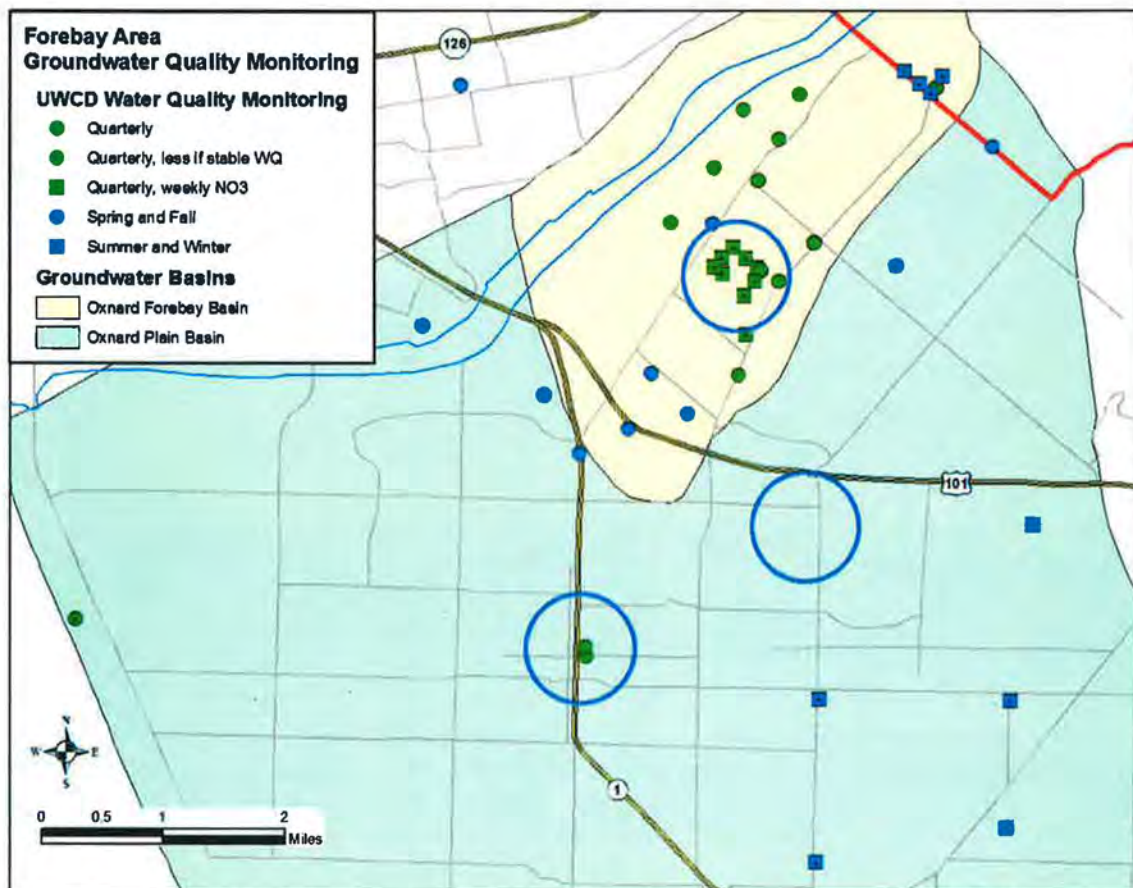 Forebay Area
Groundwater Quality Monitoring
UWCD Water Quality Monitoring
Quarterly
Quarterly, less if stable WQ
Quarterly, weekly NO3
Spring and Fall
Summer and Winter
Groundwater Basins
Oxnard Forebay Basin
Oxnard Plain Basin
126
101
1
N
W E
S
0 0.5 1 2
Miles